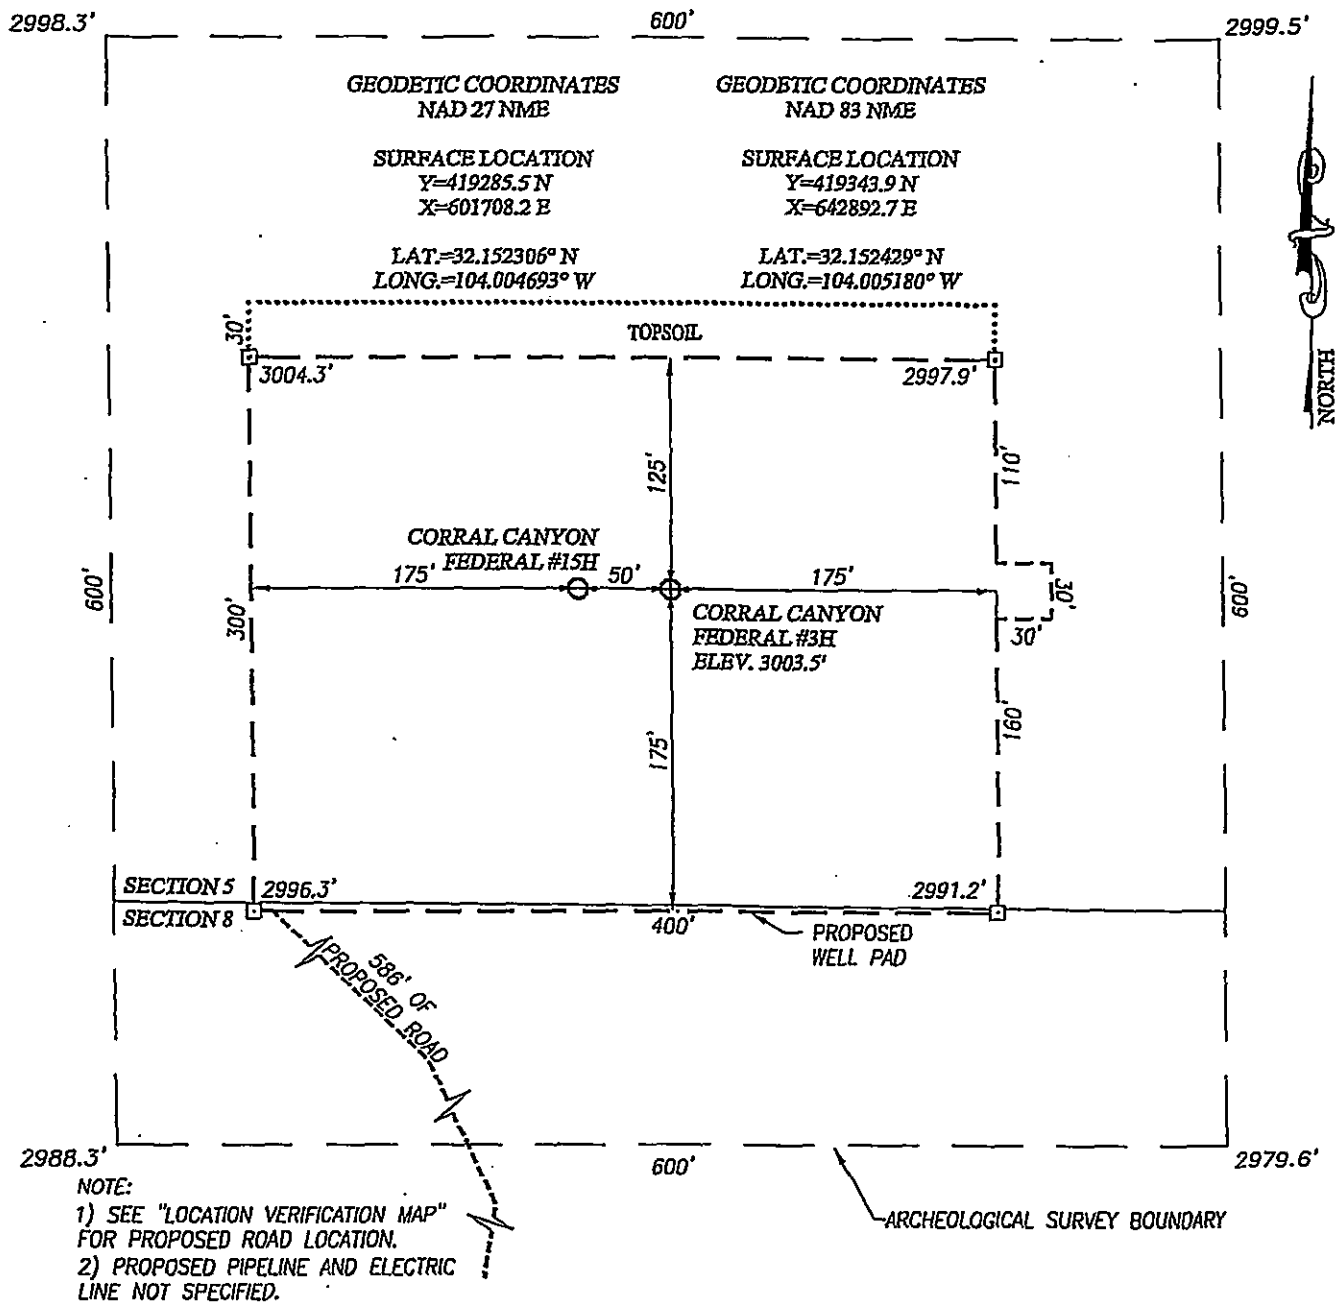 2998.3'
600'
2999.5'
GEODETIC COORDINATES
NAD 27 NME
SURFACE LOCATION
Y=419285.5 N
X=601708.2 E
LAT.=32.152306° N
LONG.=104.004693° W
GEODETIC COORDINATES
NAD 83 NME
SURFACE LOCATION
Y=419343.9 N
X=642892.7 E
LAT.=32.152429° N
LONG.=104.005180° W
NORTH
30'
TOPSOIL
3004.3'
2997.9'
125'
110'
CORRAL CANYON
FEDERAL #15H
175'
50'
175'
30'
30'
600'
300'
600'
CORRAL CANYON
FEDERAL #3H
ELEV. 3003.5'
175'
160'
SECTION 5
2996.3'
2991.2'
SECTION 8
400'
PROPOSED
WELL PAD
586' OF
PROPOSED ROAD
2988.3'
600'
2979.6'
ARCHEOLOGICAL SURVEY BOUNDARY
NOTE:
1) SEE "LOCATION VERIFICATION MAP"
FOR PROPOSED ROAD LOCATION.
2) PROPOSED PIPELINE AND ELECTRIC
LINE NOT SPECIFIED.